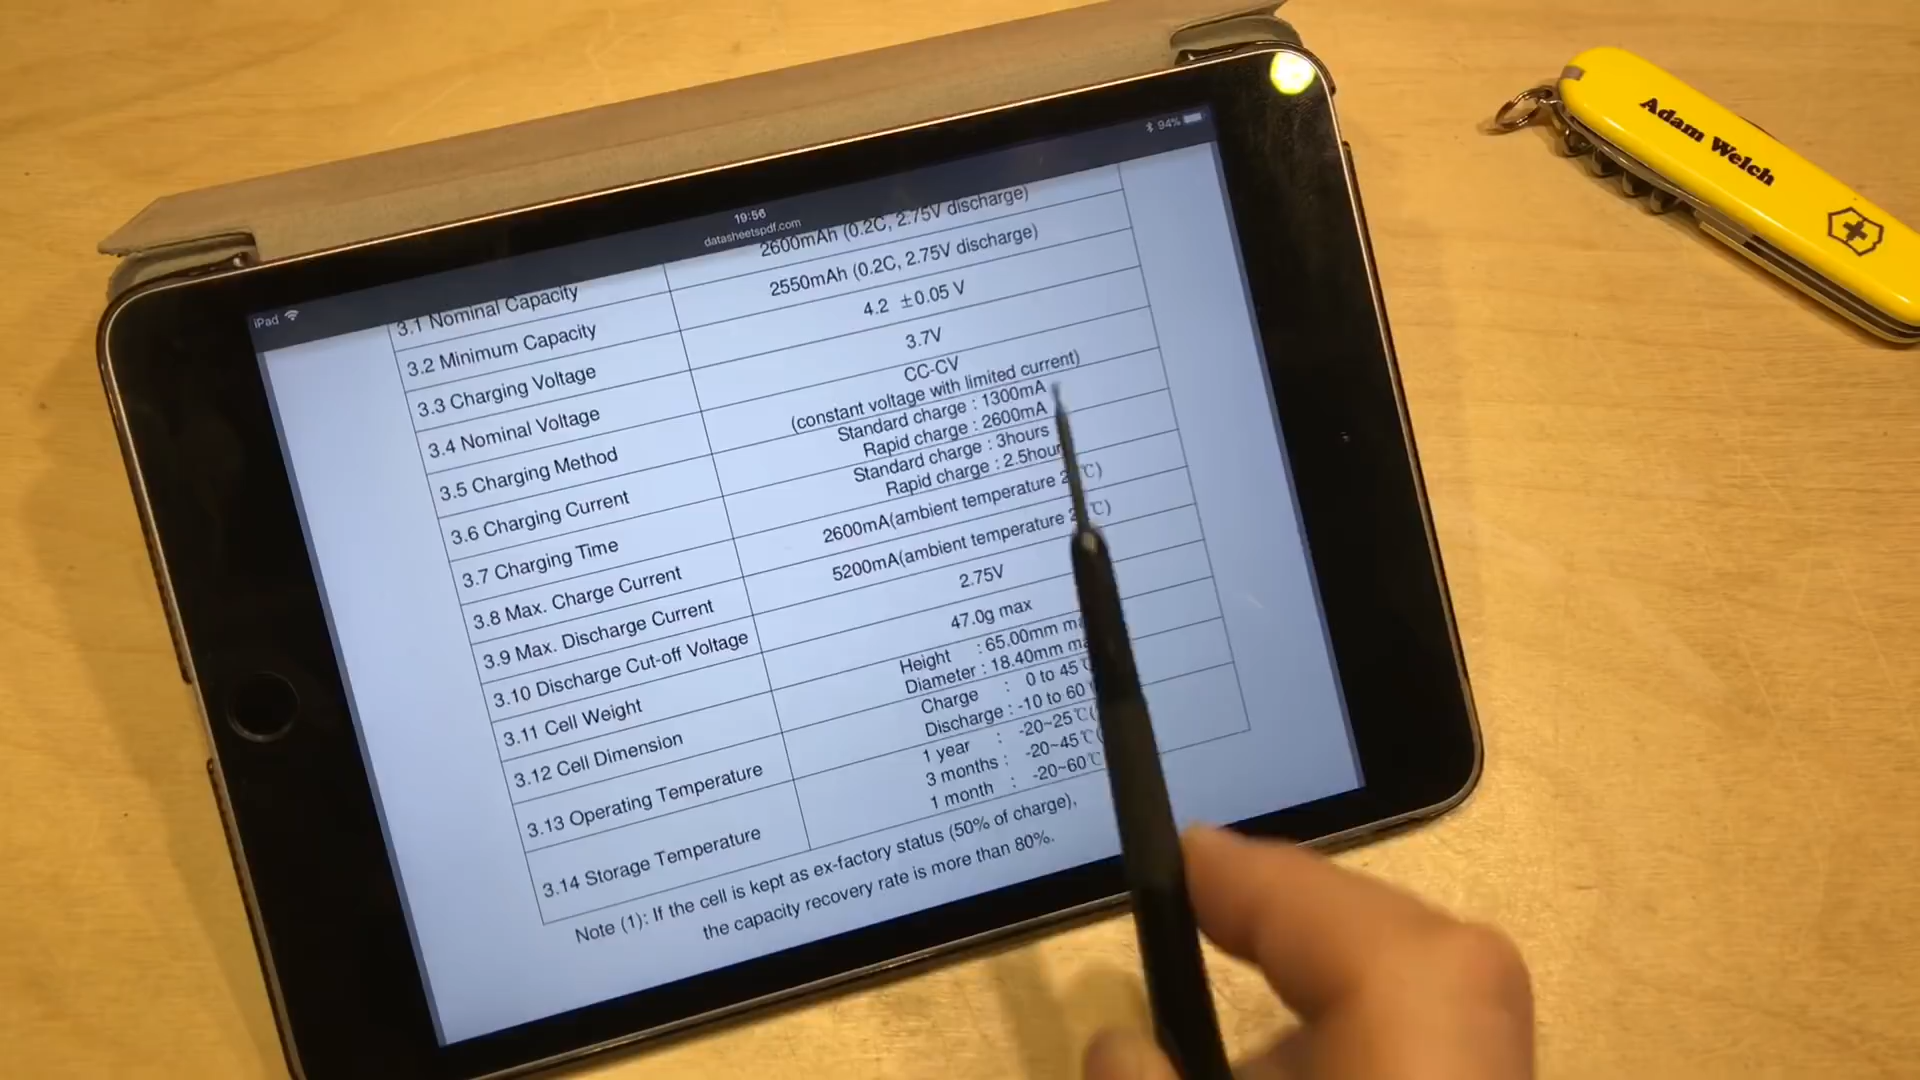 iPad
19:56
datasheetspdf.com
94%
3.1 Nominal Capacity 2600mAh (0.2C, 2.75V discharge)
3.2 Minimum Capacity 2550mAh (0.2C, 2.75V discharge)
3.3 Charging Voltage 4.2 ±0.05 V
3.4 Nominal Voltage 3.7V
3.5 Charging Method CC-CV
(constant voltage with limited current)
3.6 Charging Current Standard charge : 1300mA
Rapid charge : 2600mA
3.7 Charging Time Standard charge : 3hours
Rapid charge : 2.5hour
3.8 Max. Charge Current 2600mA(ambient temperature ℃)
3.9 Max. Discharge Current 5200mA(ambient temperature ℃)
3.10 Discharge Cut-off Voltage 2.75V
3.11 Cell Weight 47.0g max
3.12 Cell Dimension Height : 65.00mm
Diameter : 18.40mm
3.13 Operating Temperature Charge : 0 to 45
Discharge : -10 to 60
3.14 Storage Temperature 1 year : -20~25℃
3 months : -20~45℃
1 month : -20~60℃
Note (1): If the cell is kept as ex-factory status (50% of charge),
the capacity recovery rate is more than 80%.
Adam Welch